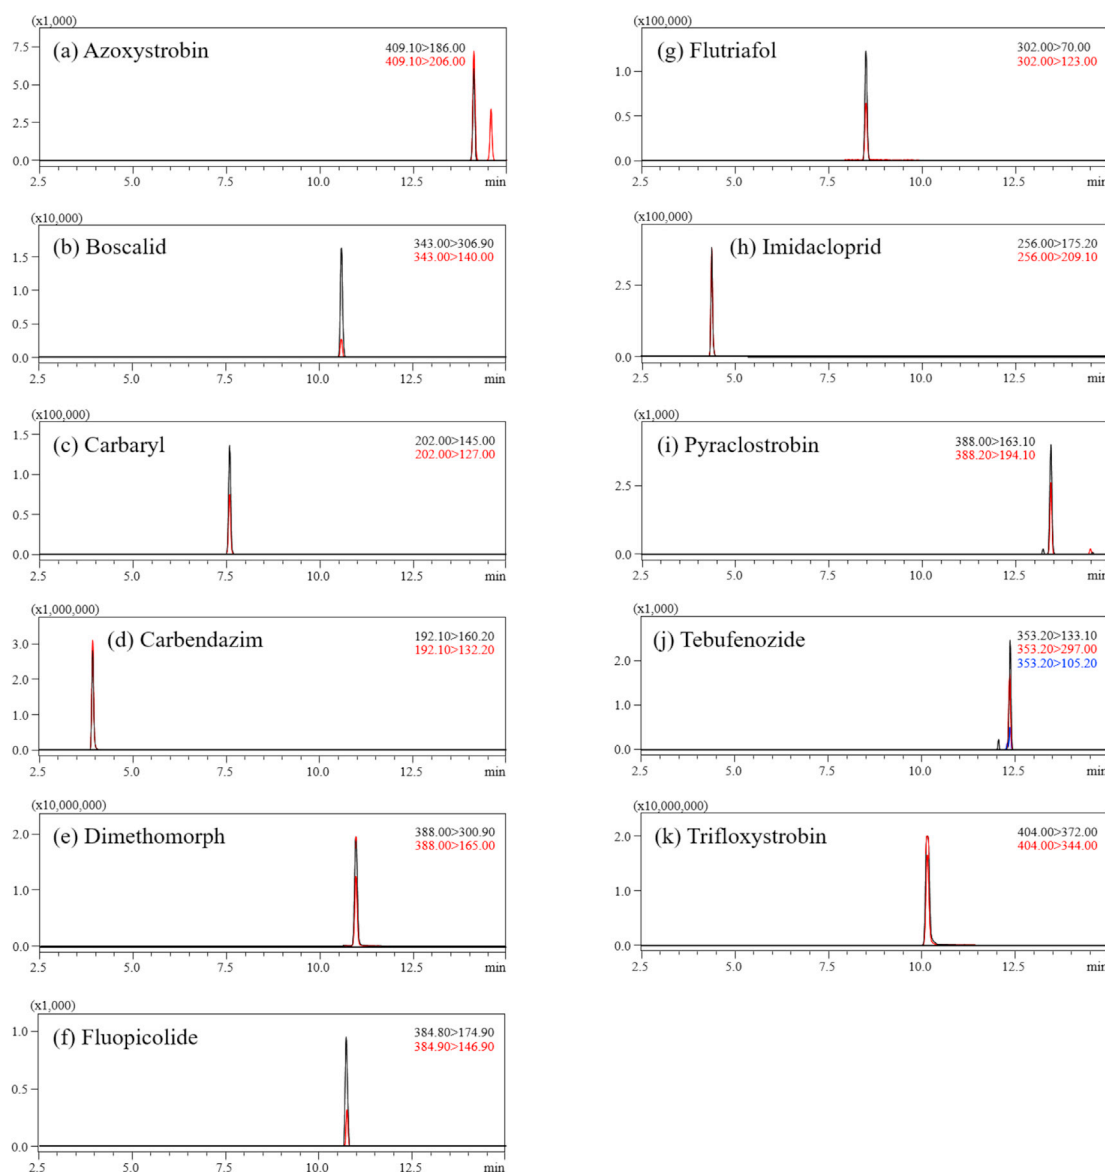 (x1,000)
(a) Azoxystrobin
409.10>186.00
409.10>206.00
7.5
5.0
2.5
0.0
2.5 5.0 7.5 10.0 12.5 min
(x10,000)
(b) Boscalid
343.00>306.90
343.00>140.00
1.5
1.0
0.5
0.0
2.5 5.0 7.5 10.0 12.5 min
(x100,000)
(c) Carbaryl
202.00>145.00
202.00>127.00
1.5
1.0
0.5
0.0
2.5 5.0 7.5 10.0 12.5 min
(x1,000,000)
(d) Carbendazim
192.10>160.20
192.10>132.20
3.0
2.0
1.0
0.0
2.5 5.0 7.5 10.0 12.5 min
(x10,000,000)
(e) Dimethomorph
388.00>300.90
388.00>165.00
2.0
1.0
0.0
2.5 5.0 7.5 10.0 12.5 min
(x1,000)
(f) Fluopicolide
384.80>174.90
384.90>146.90
1.0
0.5
0.0
2.5 5.0 7.5 10.0 12.5 min
(x100,000)
(g) Flutriafol
302.00>70.00
302.00>123.00
1.0
0.5
0.0
2.5 5.0 7.5 10.0 12.5 min
(x100,000)
(h) Imidacloprid
256.00>175.20
256.00>209.10
2.5
0.0
2.5 5.0 7.5 10.0 12.5 min
(x1,000)
(i) Pyraclostrobin
388.00>163.10
388.20>194.10
2.5
0.0
2.5 5.0 7.5 10.0 12.5 min
(x1,000)
(j) Tebufenozide
353.20>133.10
353.20>297.00
353.20>105.20
2.0
1.0
0.0
2.5 5.0 7.5 10.0 12.5 min
(x10,000,000)
(k) Trifloxystrobin
404.00>372.00
404.00>344.00
2.0
1.0
0.0
2.5 5.0 7.5 10.0 12.5 min